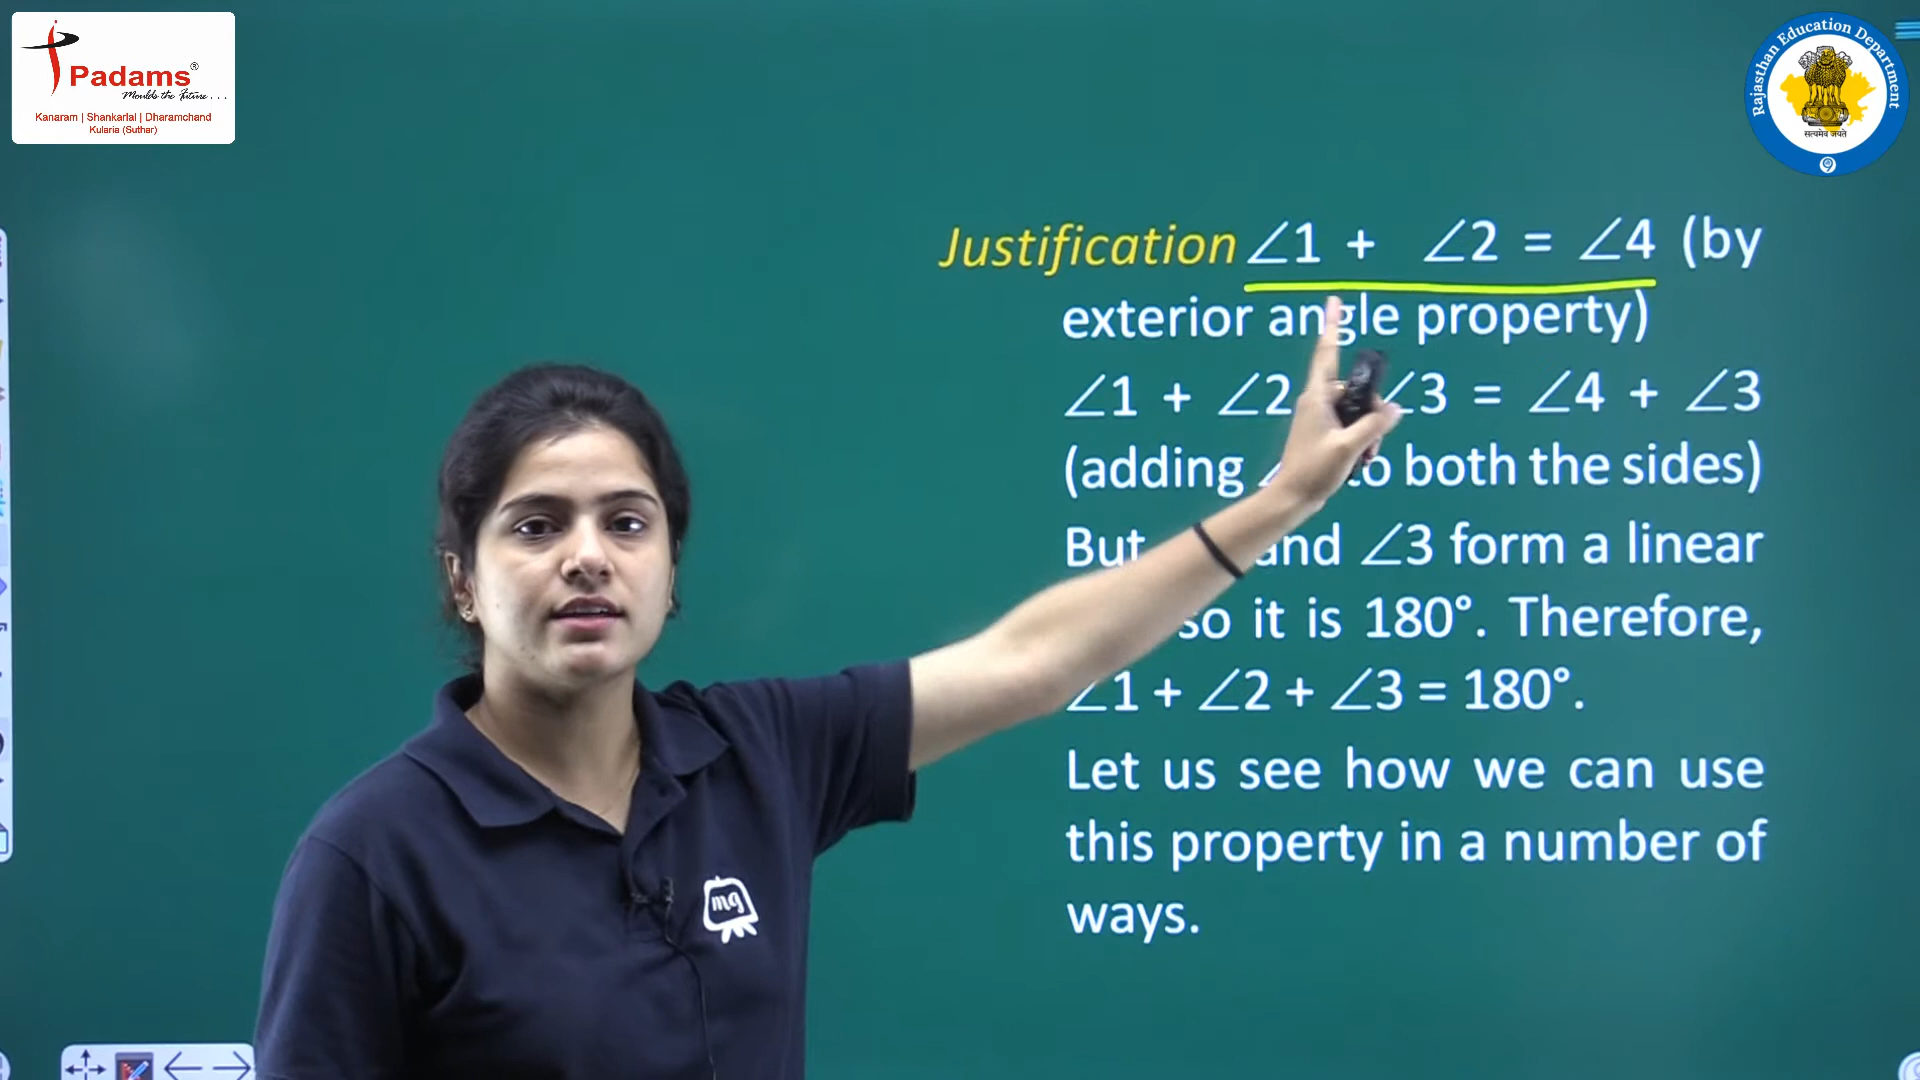 Padams®
Moulds the Future . . .
Kanaram | Shankarlal | Dharamchand
Kularia (Suthar)
Rajasthan Education Department
सत्यमेव जयते
Justification ∠1 + ∠2 = ∠4 (by
exterior angle property)
∠1 + ∠2 ∠3 = ∠4 + ∠3
(adding to both the sides)
But and ∠3 form a linear
so it is 180°. Therefore,
∠1 + ∠2 + ∠3 = 180°.
Let us see how we can use
this property in a number of
ways.
mg